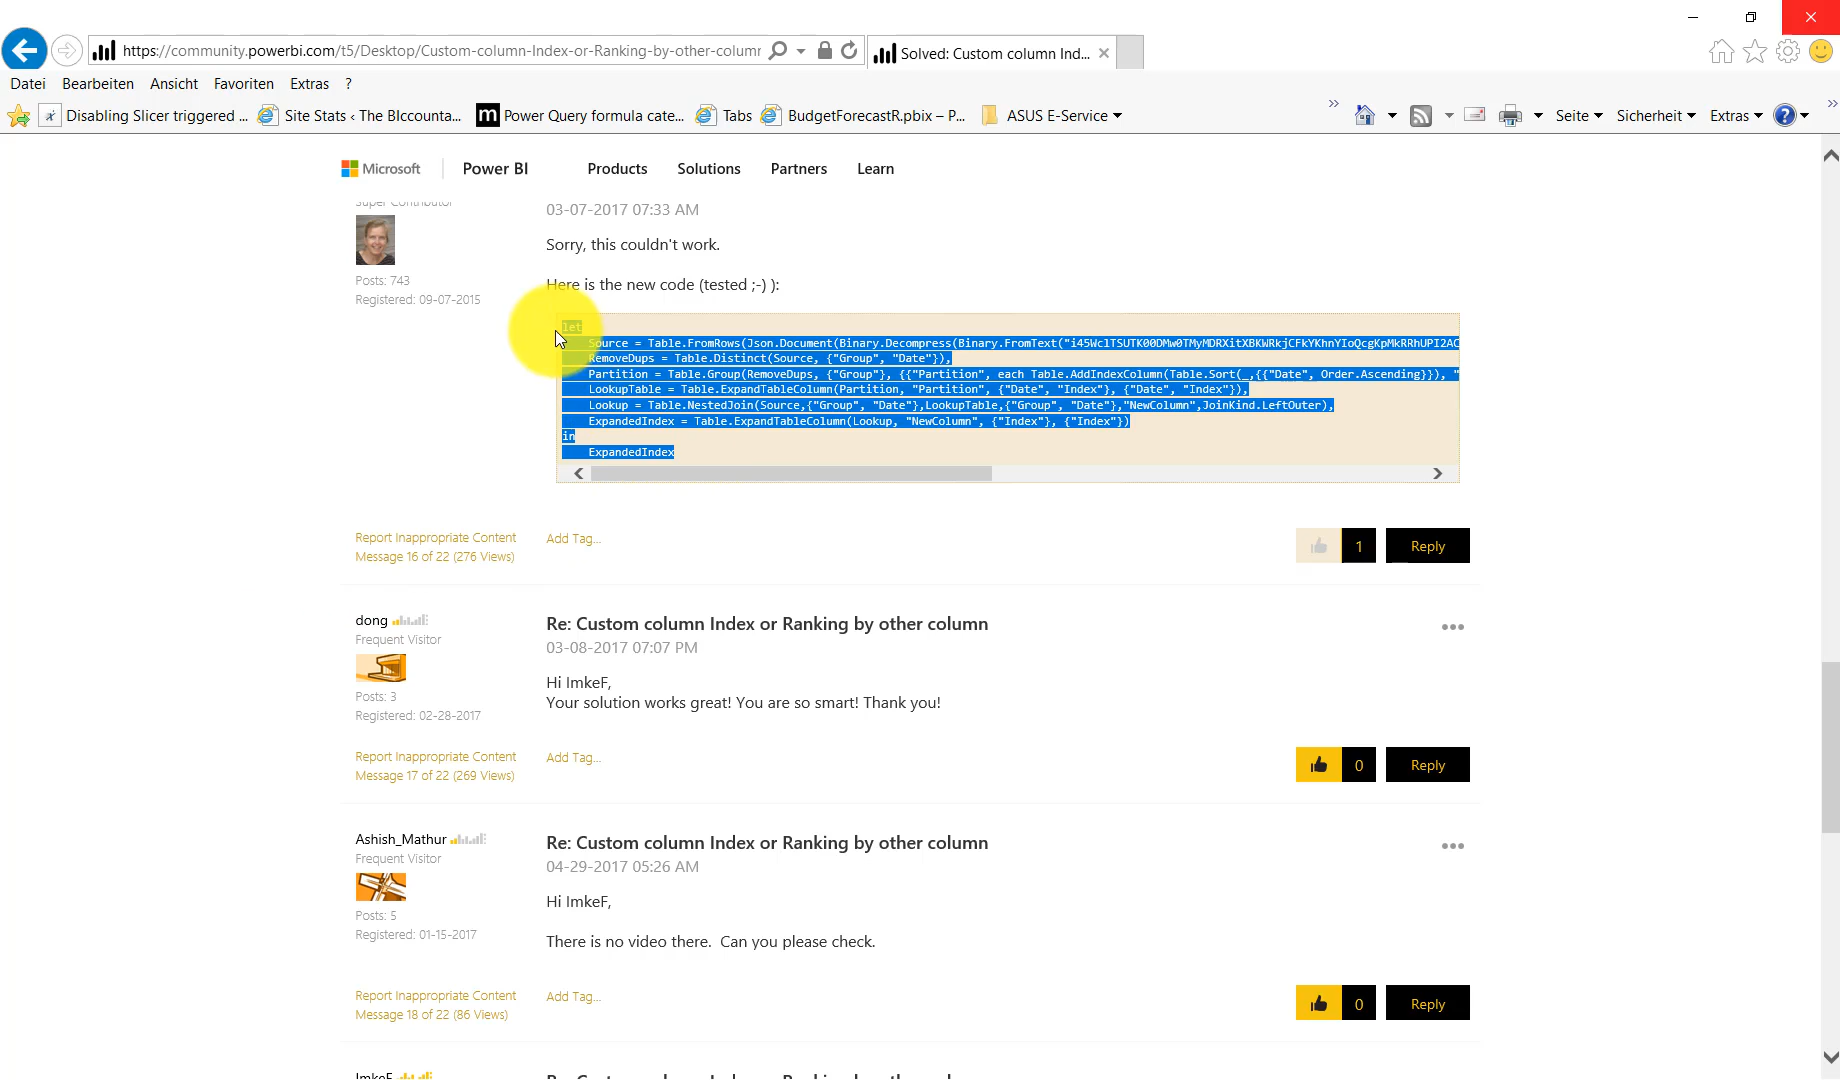 https://community.powerbi.com/t5/Desktop/Custom-column-Index-or-Ranking-by-other-column
Solved: Custom column Ind...
Datei Bearbeiten Ansicht Favoriten Extras ?
Disabling Slicer triggered ... Site Stats ‹ The BIccounta... m Power Query formula cate... Tabs BudgetForecastR.pbix – P... ASUS E-Service Seite Sicherheit Extras
Microsoft Power BI Products Solutions Partners Learn
Super Contributor
03-07-2017 07:33 AM
Sorry, this couldn't work.
Posts: 743
Here is the new code (tested ;-) ):
Registered: 09-07-2015
let
Source = Table.FromRows(Json.Document(Binary.Decompress(Binary.FromText("
RemoveDups = Table.Distinct(Source, {"Group", "Date"}),
Partition = Table.Group(RemoveDups, {"Group"}, {{"Partition", each Table.AddIndexColumn(Table.Sort(_,{{"Date", Order.Ascending}}), "
LookupTable = Table.ExpandTableColumn(Partition, "Partition", {"Date", "Index"}, {"Date", "Index"}),
Lookup = Table.NestedJoin(Source,{"Group", "Date"},LookupTable,{"Group", "Date"},"NewColumn",JoinKind.LeftOuter),
ExpandedIndex = Table.ExpandTableColumn(Lookup, "NewColumn", {"Index"}, {"Index"})
in
ExpandedIndex
Report Inappropriate Content Add Tag... 1 Reply
Message 16 of 22 (276 Views)
dong Re: Custom column Index or Ranking by other column
Frequent Visitor 03-08-2017 07:07 PM
Hi ImkeF,
Posts: 3 Your solution works great! You are so smart! Thank you!
Registered: 02-28-2017
Report Inappropriate Content Add Tag... 0 Reply
Message 17 of 22 (269 Views)
Ashish_Mathur Re: Custom column Index or Ranking by other column
Frequent Visitor 04-29-2017 05:26 AM
Hi ImkeF,
Posts: 5
Registered: 01-15-2017 There is no video there. Can you please check.
Report Inappropriate Content Add Tag... 0 Reply
Message 18 of 22 (86 Views)
ImkeF